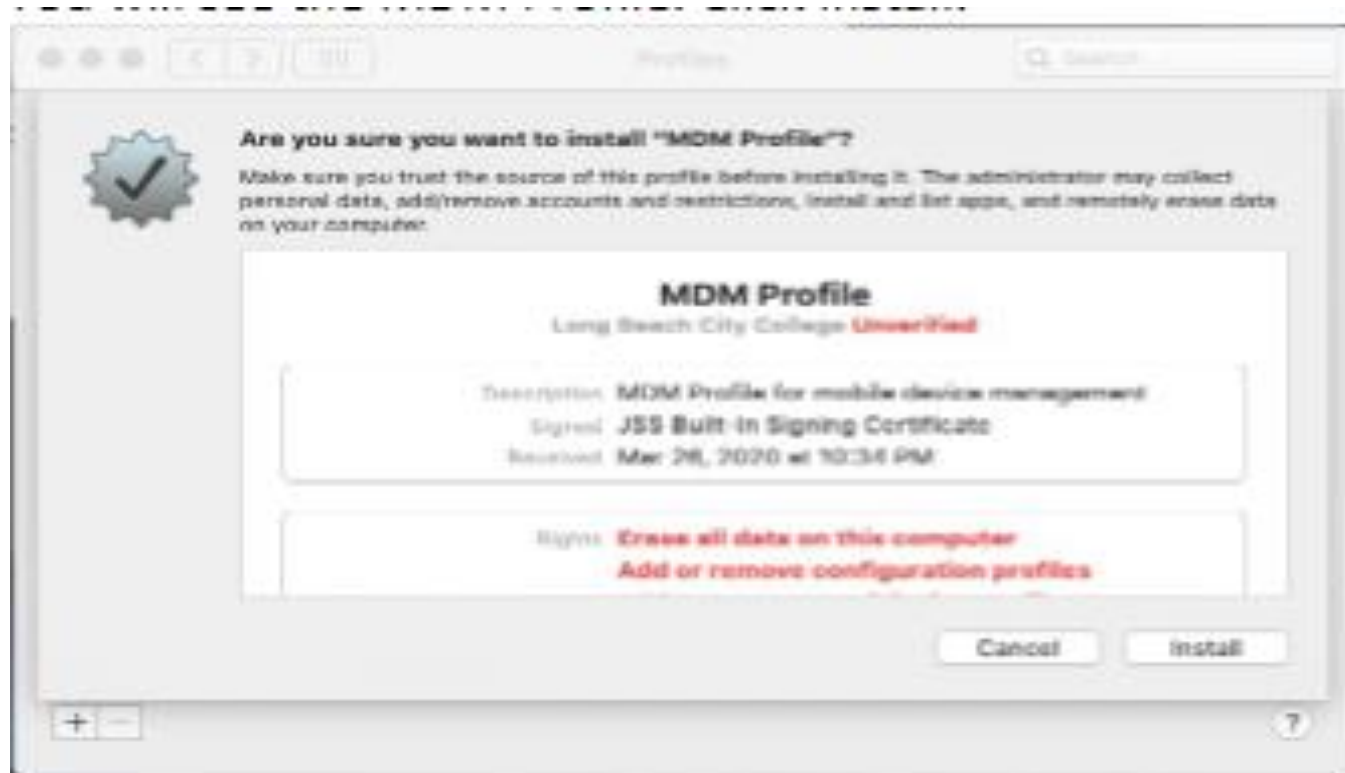 Profiles
Search
Are you sure you want to install "MDM Profile"?
Make sure you trust the source of this profile before installing it. The administrator may collect
personal data, add/remove accounts and restrictions, install and list apps, and remotely erase data
on your computer.
MDM Profile
Long Beach City College Unverified
Description MDM Profile for mobile device management
Signed JSS Built-In Signing Certificate
Received Mar 26, 2020 at 10:34 PM
Rights Erase all data on this computer
Add or remove configuration profiles
Cancel
Install
+ −
?